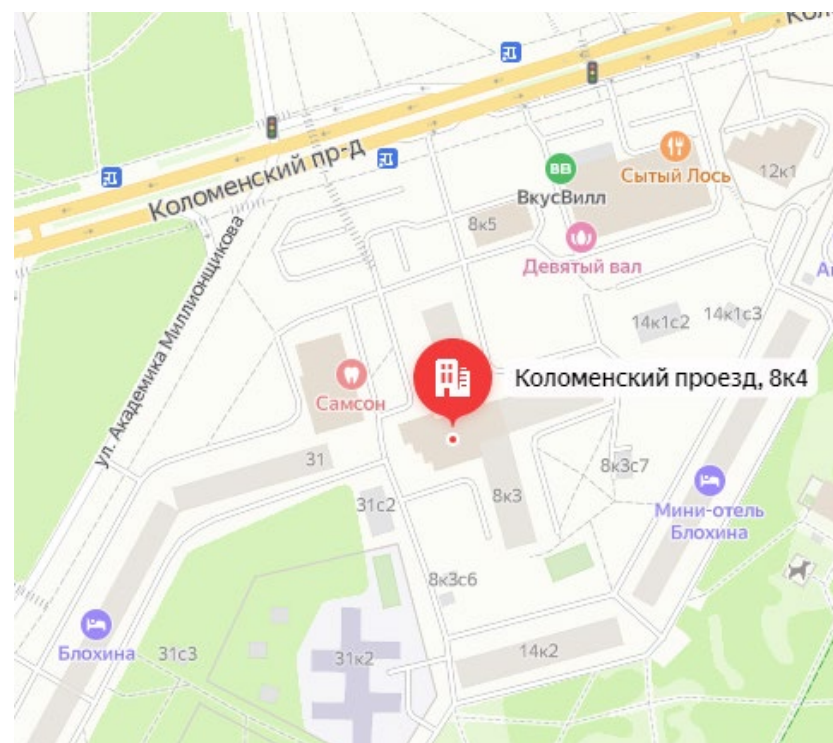 Коломенский пр-д
Сытый Лось
12к1
ВВ
ВкусВилл
8к5
Девятый вал
ул. Академика Миллионщикова
14к1с2
14к1с3
Самсон
Коломенский проезд, 8к4
31
31с2
8к3
8к3с7
Мини-отель
Блохина
8к3с6
Блохина
31с3
31к2
14к2